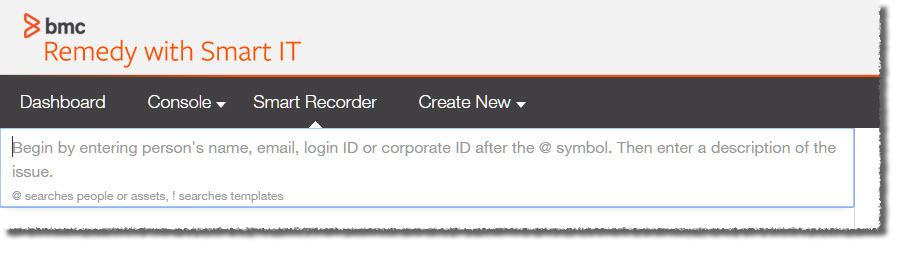 bmc
Remedy with Smart IT
Dashboard Console Smart Recorder Create New
Begin by entering person's name, email, login ID or corporate ID after the @ symbol. Then enter a description of the
issue.
@ searches people or assets, ! searches templates